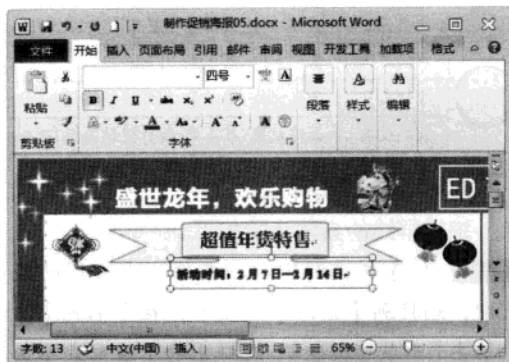 制作促销海报05.docx - Microsoft Word
文件 开始 插入 页面布局 引用 邮件 审阅 视图 开发工具 加载项 格式
四号
粘贴 段落 样式 编辑
剪贴板 字体
盛世龙年，欢乐购物 ED
超值年货特售
活动时间：2月7日—2月14日
字数: 13 中文(中国) 插入 65%